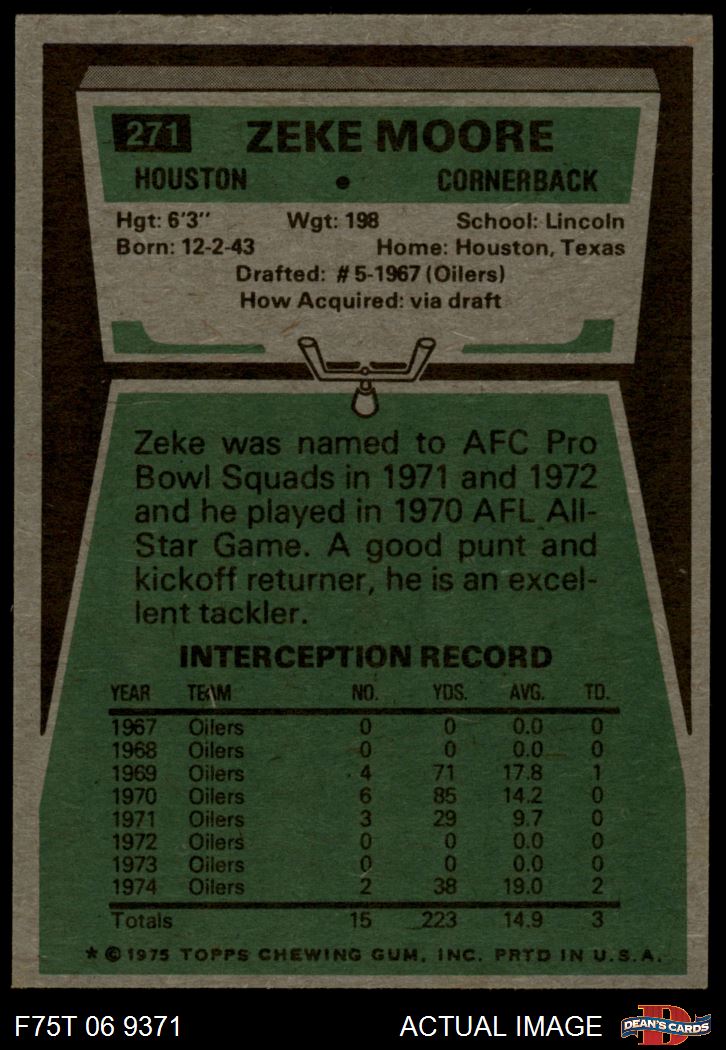 271 ZEKE MOORE
HOUSTON • CORNERBACK
Hgt: 6'3" Wgt: 198 School: Lincoln
Born: 12-2-43 Home: Houston, Texas
Drafted: #5-1967 (Oilers)
How Acquired: via draft
Zeke was named to AFC Pro
Bowl Squads in 1971 and 1972
and he played in 1970 AFL All-
Star Game. A good punt and
kickoff returner, he is an excel-
lent tackler.
INTERCEPTION RECORD
YEAR TEAM NO. YDS. AVG. TD.
1967 Oilers 0 0 0.0 0
1968 Oilers 0 0 0.0 0
1969 Oilers 4 71 17.8 1
1970 Oilers 6 85 14.2 0
1971 Oilers 3 29 9.7 0
1972 Oilers 0 0 0.0 0
1973 Oilers 0 0 0.0 0
1974 Oilers 2 38 19.0 2
Totals 15 223 14.9 3
* © 1975 TOPPS CHEWING GUM, INC. PRTD IN U.S.A.
F75T 06 9371 ACTUAL IMAGE D DEAN'S CARDS